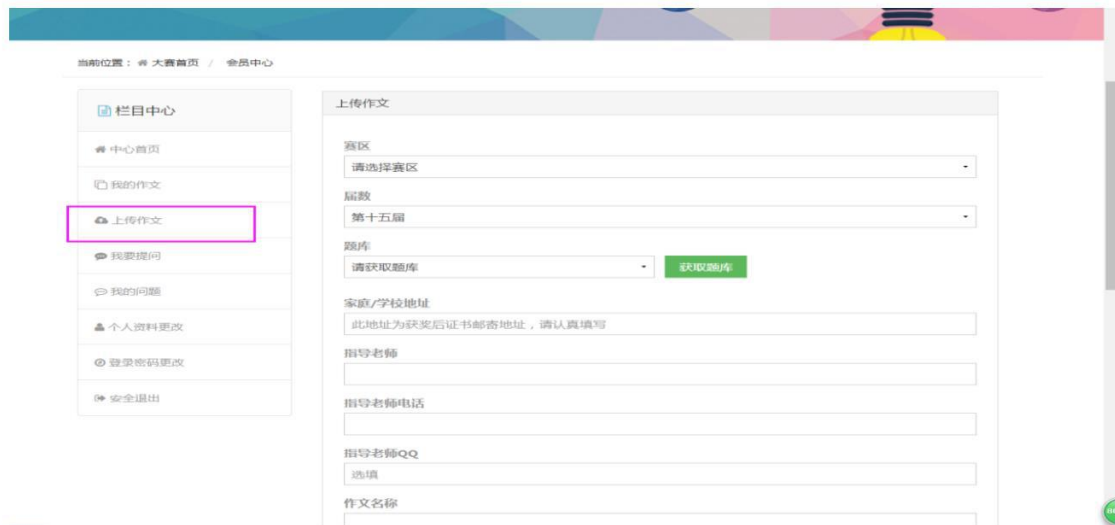 当前位置： 大赛首页 / 会员中心
栏目中心
中心首页
我的作文
上传作文
我要提问
我的问题
个人资料更改
登录密码更改
安全退出
上传作文
赛区
请选择赛区
届数
第十五届
题库
请获取题库
获取题库
家庭/学校地址
此地址为获奖后证书邮寄地址，请认真填写
指导老师
指导老师电话
指导老师QQ
选填
作文名称